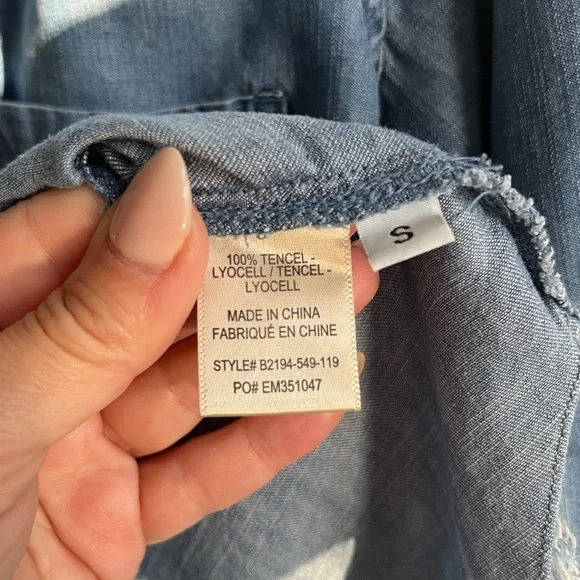 S
100% TENCEL -
LYOCELL / TENCEL -
LYOCELL
MADE IN CHINA
FABRIQUÉ EN CHINE
STYLE# B2194-549-119
PO# EM351047